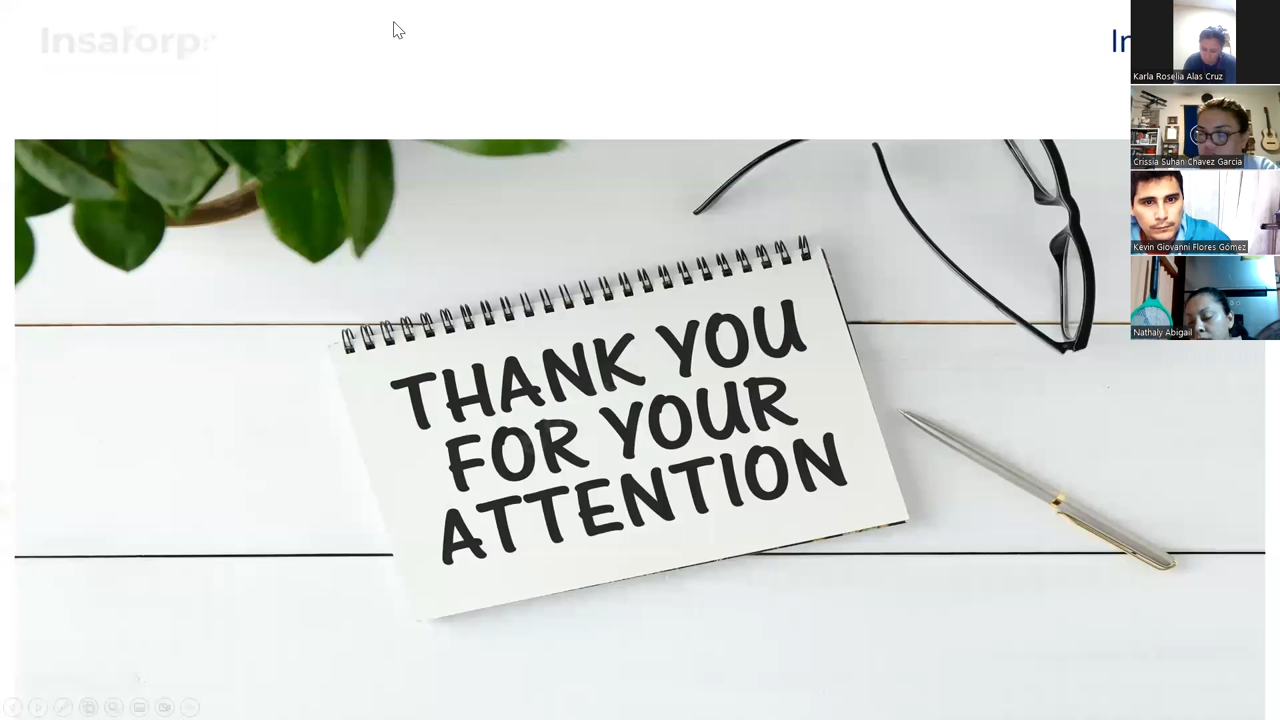 Insaforp
In
Karla Roselia Alas Cruz
Crissia Suhan Chavez Garcia
Kevin Giovanni Flores Gómez
Nathaly Abigail
THANK YOU
FOR YOUR
ATTENTION